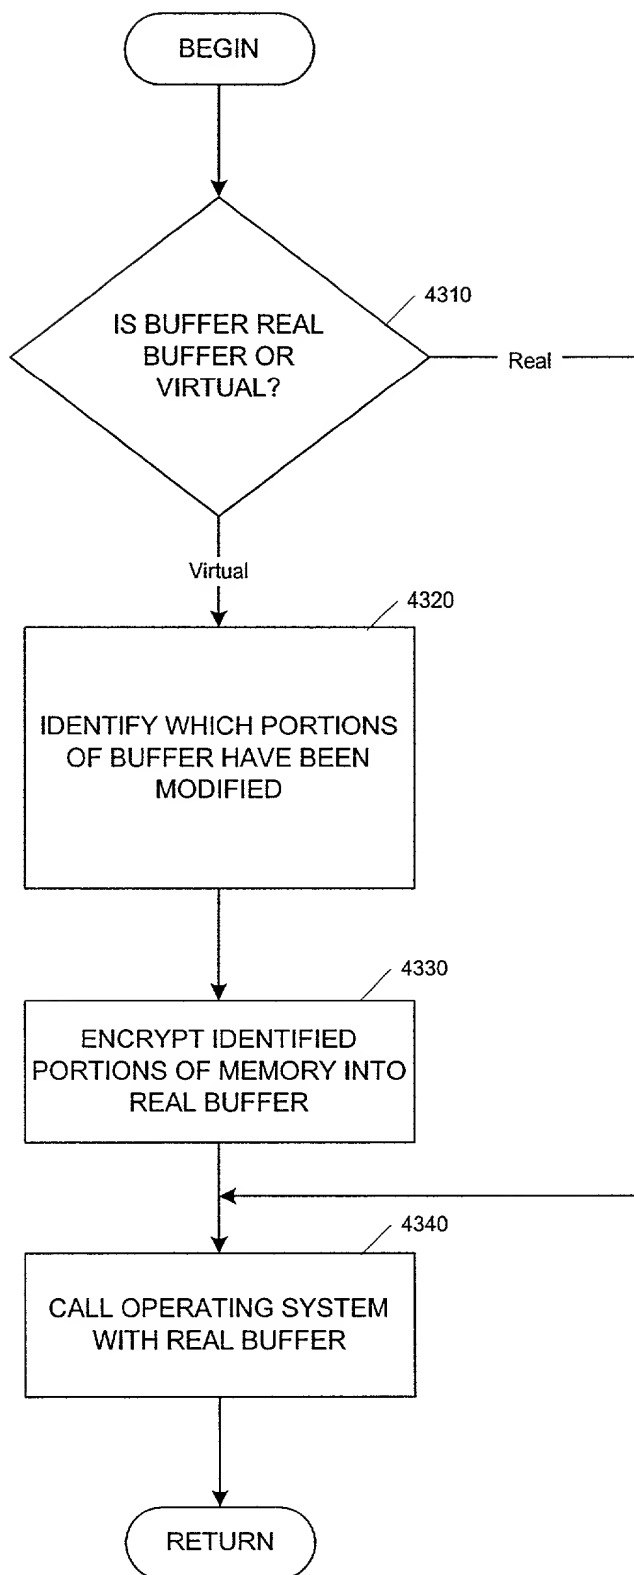 BEGIN
4310
IS BUFFER REAL
BUFFER OR
VIRTUAL?
Real
Virtual
4320
IDENTIFY WHICH PORTIONS
OF BUFFER HAVE BEEN
MODIFIED
4330
ENCRYPT IDENTIFIED
PORTIONS OF MEMORY INTO
REAL BUFFER
4340
CALL OPERATING SYSTEM
WITH REAL BUFFER
RETURN